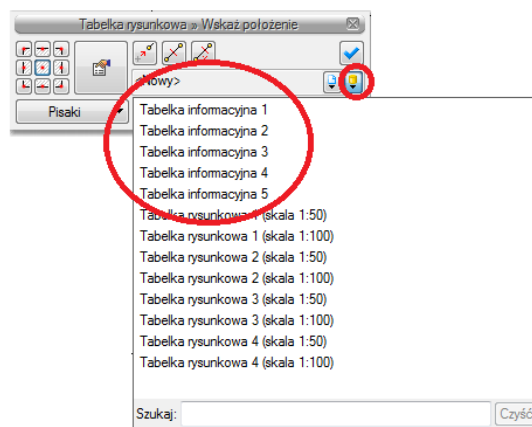 Tabelka rysunkowa » Wskaż położenie
<Nowy>
Pisaki
Tabelka informacyjna 1
Tabelka informacyjna 2
Tabelka informacyjna 3
Tabelka informacyjna 4
Tabelka informacyjna 5
Tabelka rysunkowa 1 (skala 1:50)
Tabelka rysunkowa 1 (skala 1:100)
Tabelka rysunkowa 2 (skala 1:50)
Tabelka rysunkowa 2 (skala 1:100)
Tabelka rysunkowa 3 (skala 1:50)
Tabelka rysunkowa 3 (skala 1:100)
Tabelka rysunkowa 4 (skala 1:50)
Tabelka rysunkowa 4 (skala 1:100)
Szukaj:
Czyść